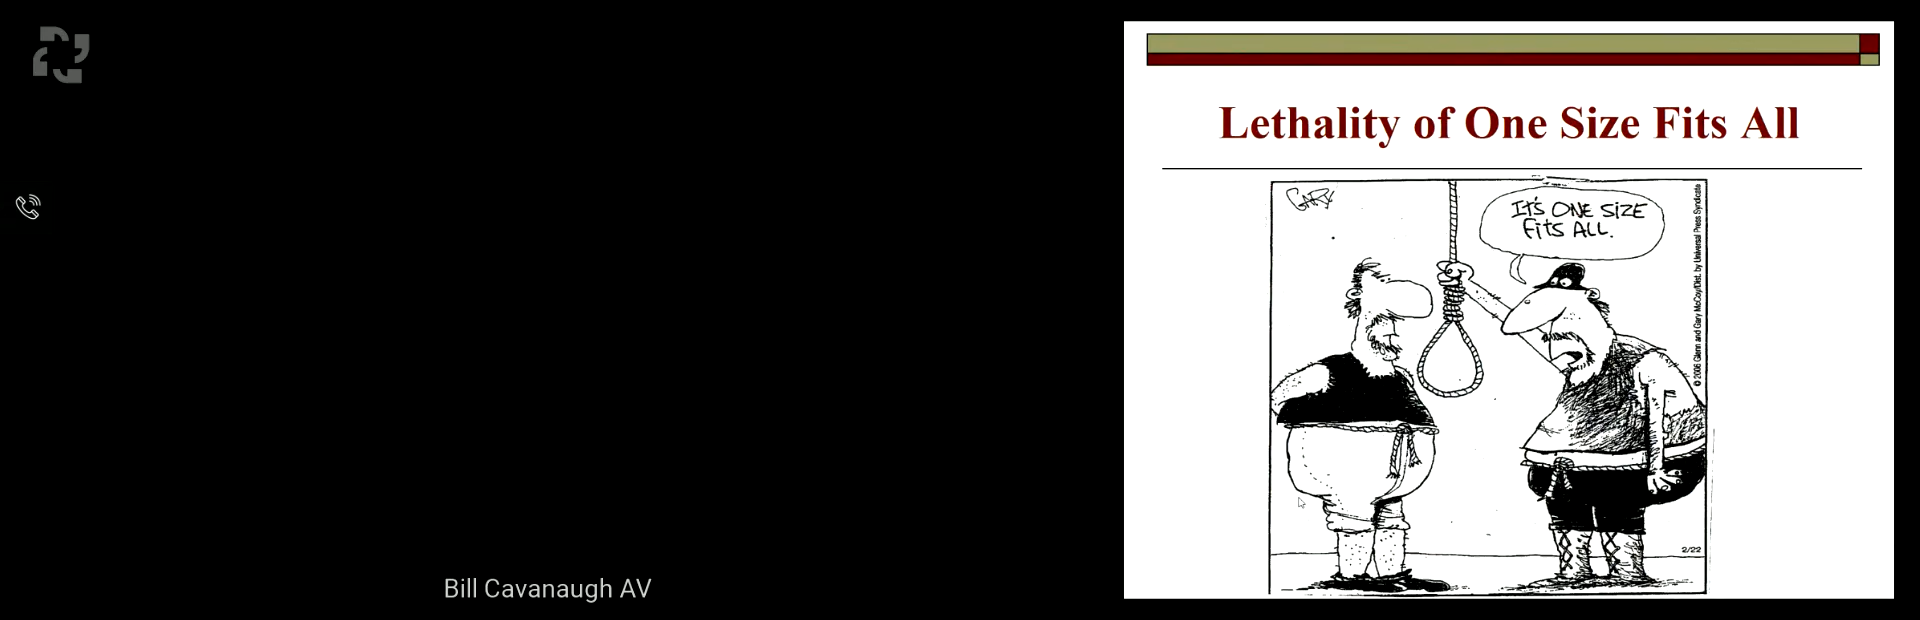 Lethality of One Size Fits All
GARY
IT'S ONE SIZE
FITS ALL.
© 2006 Glenn and Gary McCoy/Dist. by Universal Press Syndicate
2/22
Bill Cavanaugh AV